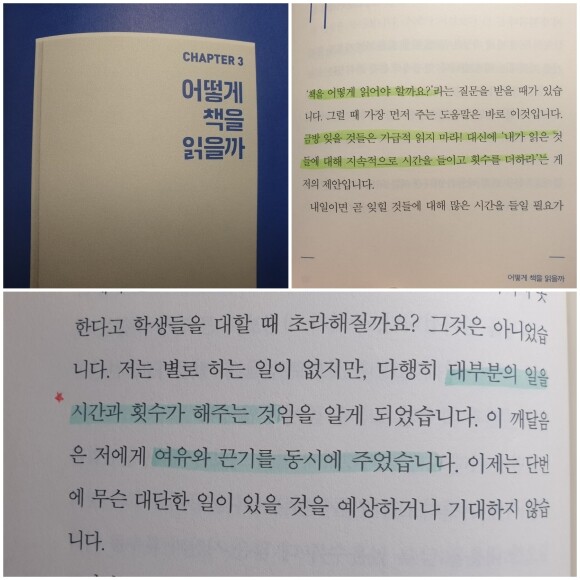 CHAPTER 3
어떻게
책을
읽을까
'책을 어떻게 읽어야 할까요?'라는 질문을 받을 때가 있습
니다. 그럴 때 가장 먼저 주는 도움말은 바로 이것입니다.
금방 잊을 것들은 가급적 읽지 마라! 대신에 '내가 읽은 것
들에 대해 지속적으로 시간을 들이고 횟수를 더하라'는 게
저의 제안입니다.
내일이면 곧 잊힐 것들에 대해 많은 시간을 들일 필요가
어떻게 책을 읽을까
한다고 학생들을 대할 때 초라해질까요? 그것은 아니었습
니다. 저는 별로 하는 일이 없지만, 다행히 대부분의 일을
시간과 횟수가 해주는 것임을 알게 되었습니다. 이 깨달음
은 저에게 여유와 끈기를 동시에 주었습니다. 이제는 단번
에 무슨 대단한 일이 있을 것을 예상하거나 기대하지 않습
니다.